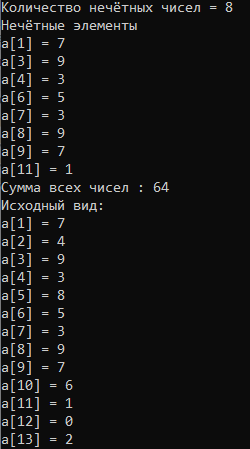 Количество нечётных чисел = 8
Нечётные элементы
a[1] = 7
a[3] = 9
a[4] = 3
a[6] = 5
a[7] = 3
a[8] = 9
a[9] = 7
a[11] = 1
Сумма всех чисел : 64
Исходный вид:
a[1] = 7
a[2] = 4
a[3] = 9
a[4] = 3
a[5] = 8
a[6] = 5
a[7] = 3
a[8] = 9
a[9] = 7
a[10] = 6
a[11] = 1
a[12] = 0
a[13] = 2